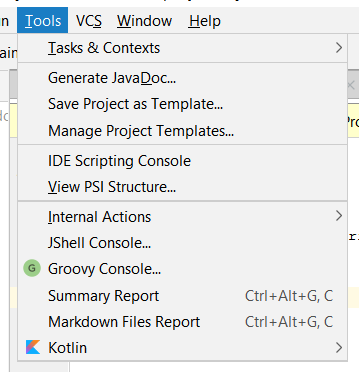 Tools VCS Window Help
Tasks & Contexts
Generate JavaDoc...
Save Project as Template...
Manage Project Templates...
IDE Scripting Console
View PSI Structure...
Internal Actions
JShell Console...
G Groovy Console...
Summary Report Ctrl+Alt+G, C
Markdown Files Report Ctrl+Alt+G, C
Kotlin